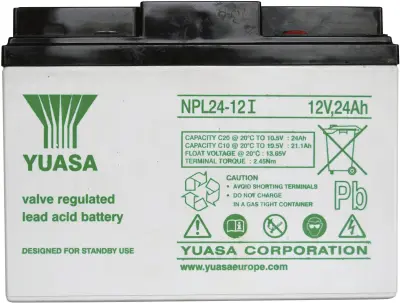 YUASA
NPL24-12I 12V,24Ah
CAPACITY C20 @ 20°C TO 10.5V : 24Ah
CAPACITY C10 @ 20°C TO 10.5V : 21.1Ah
FLOAT VOLTAGE @ 20°C : 13.65V
TERMINAL TORQUE : 2.45Nm
YUASA
valve regulated
lead acid battery
DESIGNED FOR STANDBY USE
CAUTION
• AVOID SHORTING TERMINALS
• DO NOT CHARGE
IN A GAS TIGHT CONTAINER
Pb
YUASA CORPORATION
www.yuasaeurope.com